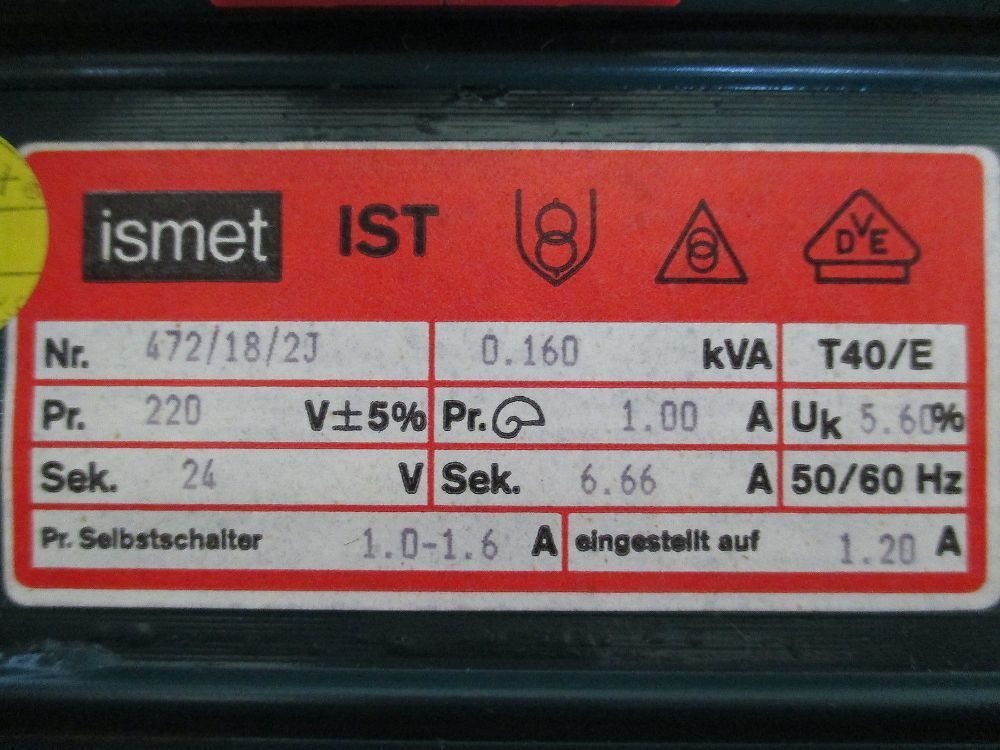 ismet IST VDE
Nr. 472/18/2J 0.160 kVA T40/E
Pr. 220 V±5% Pr. 1.00 A Uk 5.60%
Sek. 24 V Sek. 6.66 A 50/60 Hz
Pr. Selbstschalter 1.0-1.6 A eingestellt auf 1.20 A